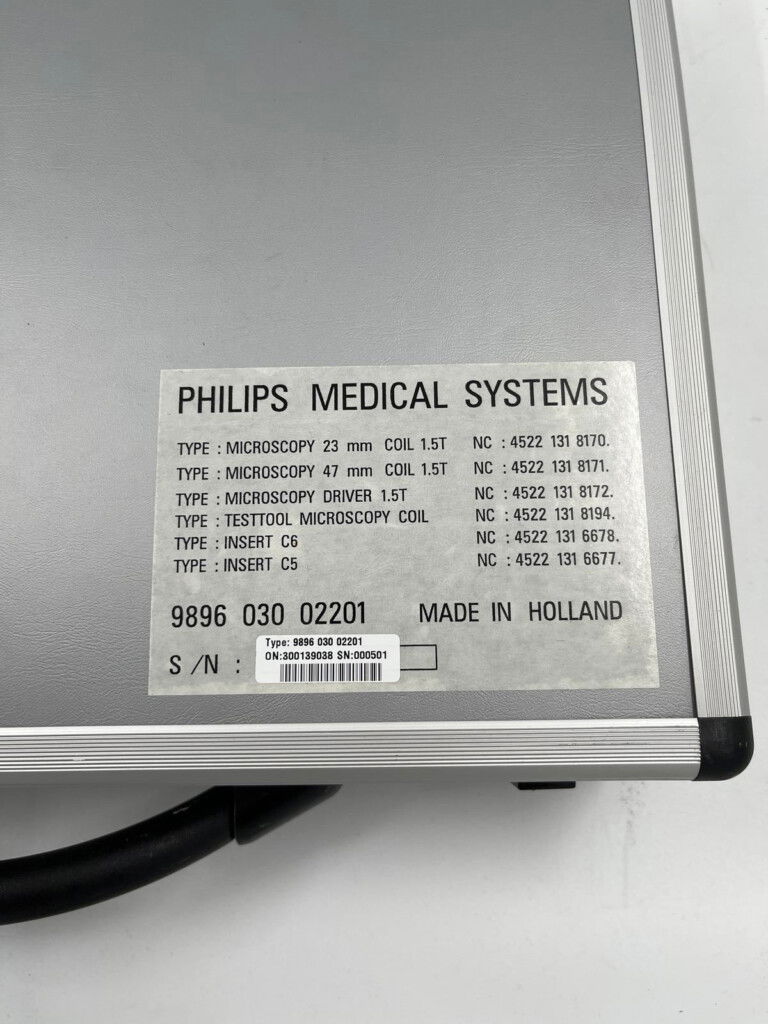 PHILIPS MEDICAL SYSTEMS
TYPE : MICROSCOPY 23 mm COIL 1.5T NC : 4522 131 8170.
TYPE : MICROSCOPY 47 mm COIL 1.5T NC : 4522 131 8171.
TYPE : MICROSCOPY DRIVER 1.5T NC : 4522 131 8172.
TYPE : TESTTOOL MICROSCOPY COIL NC : 4522 131 8194.
TYPE : INSERT C6 NC : 4522 131 6678.
TYPE : INSERT C5 NC : 4522 131 6677.
9896 030 02201 MADE IN HOLLAND
S/N :
Type: 9896 030 02201
ON:300139038 SN:000501